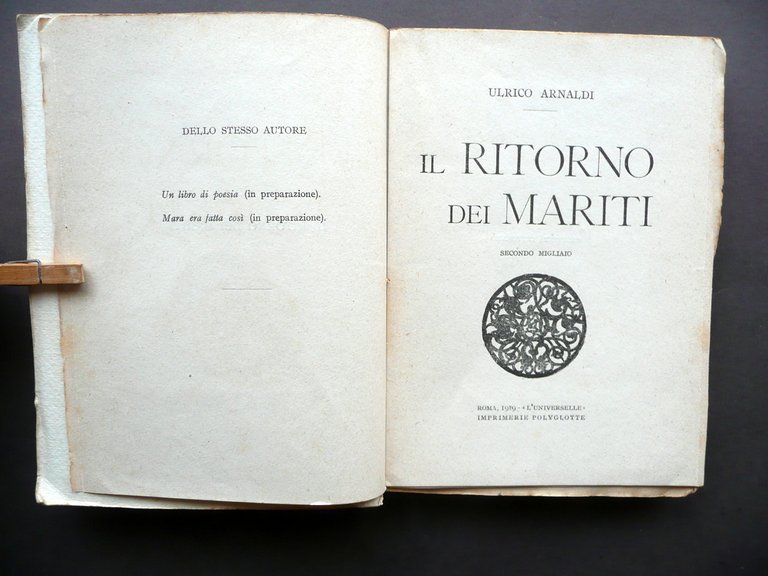 DELLO STESSO AUTORE
Un libro di poesia (in preparazione).
Mara era fatta così (in preparazione).
ULRICO ARNALDI
IL RITORNO
DEI MARITI
SECONDO MIGLIAIO
ROMA, 1919 - «L'UNIVERSELLE»
IMPRIMERIE POLYGLOTTE